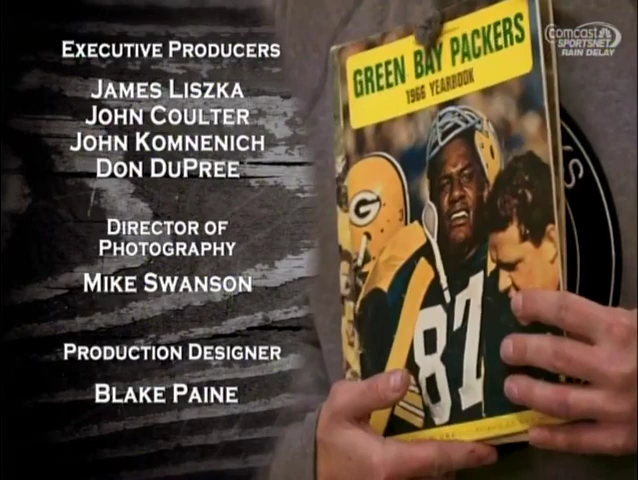 EXECUTIVE PRODUCERS
JAMES LISZKA
JOHN COULTER
JOHN KOMNENICH
DON DUPREE
DIRECTOR OF
PHOTOGRAPHY
MIKE SWANSON
PRODUCTION DESIGNER
BLAKE PAINE
GREEN BAY PACKERS
1966 YEARBOOK
G
3
87
S
COMCAST
SPORTSNET
RAIN DELAY